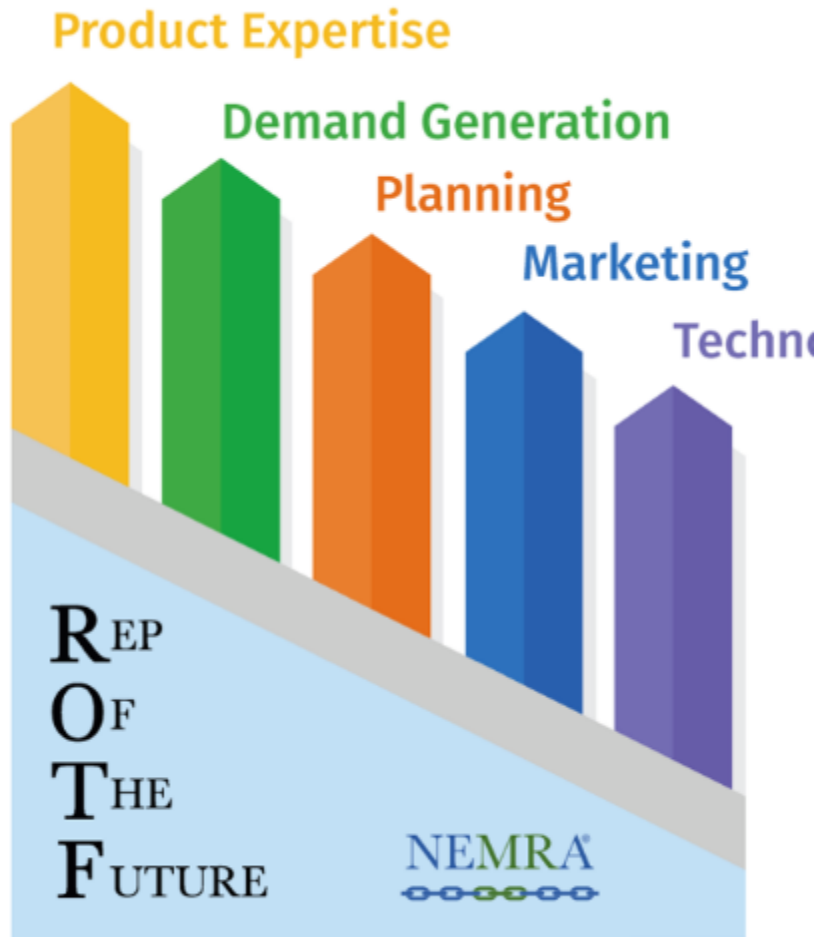 Product Expertise
Demand Generation
Planning
Marketing
Techno
REP
OF
THE
FUTURE
NEMRA®